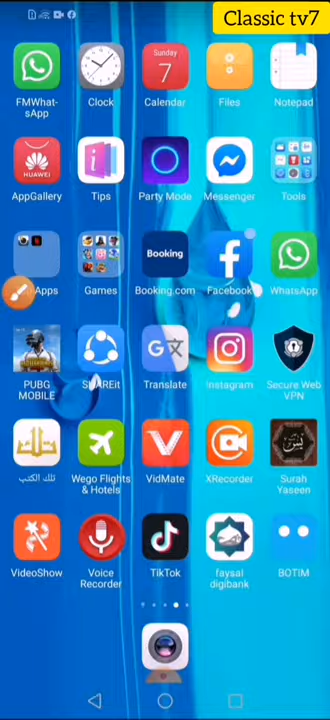 Classic tv7
Sunday
7
FMWhat-
sApp
Clock
Calendar
Files
Notepad
AppGallery
Tips
Party Mode
Messenger
Tools
Booking
Apps
Games
Booking.com
Facebook
WhatsApp
PUBG
MOBILE
SHAREit
Translate
Instagram
Secure Web
VPN
تلك الكتب
Wego Flights
& Hotels
VidMate
XRecorder
Surah
Yaseen
VideoShow
Voice
Recorder
TikTok
faysal
digibank
BOTIM